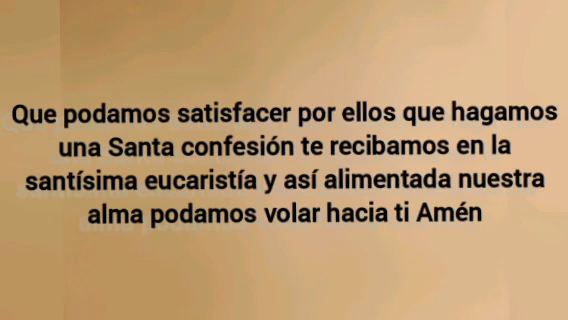 Que podamos satisfacer por ellos que hagamos
una Santa confesión te recibamos en la
santísima eucaristía y así alimentada nuestra
alma podamos volar hacia ti Amén